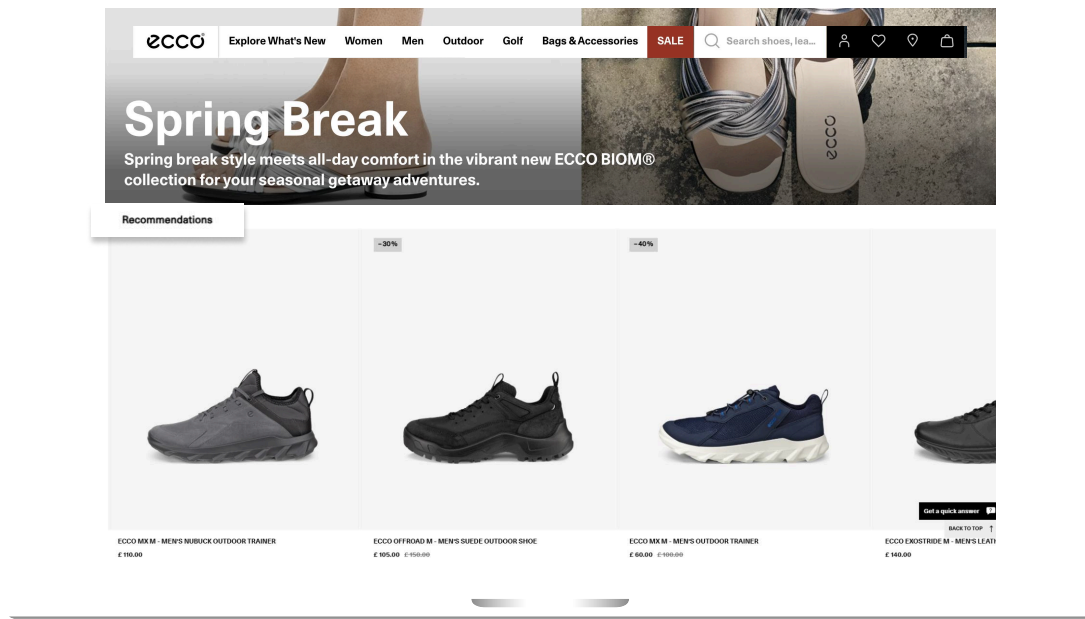 ecco
Explore What's New
Women
Men
Outdoor
Golf
Bags & Accessories
SALE
Search shoes, lea...
Spring Break
Spring break style meets all-day comfort in the vibrant new ECCO BIOM®
collection for your seasonal getaway adventures.
ecco
Recommendations
-30%
-40%
Get a quick answer
BACK TO TOP ↑
ECCO MX M - MEN'S NUBUCK OUTDOOR TRAINER
£ 110.00
ECCO OFFROAD M - MEN'S SUEDE OUTDOOR SHOE
£ 105.00 £ 150.00
ECCO MX M - MEN'S OUTDOOR TRAINER
£ 60.00 £ 100.00
ECCO EXOSTRIDE M - MEN'S LEATH
£ 140.00